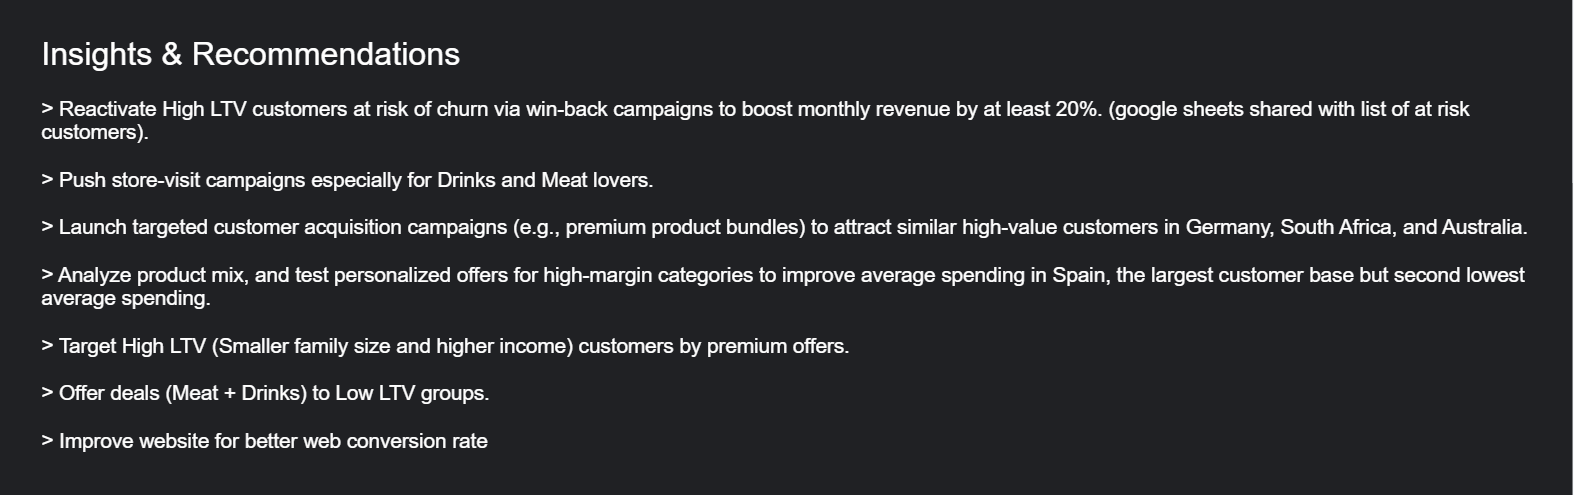 Insights & Recommendations
> Reactivate High LTV customers at risk of churn via win-back campaigns to boost monthly revenue by at least 20%. (google sheets shared with list of at risk
customers).
> Push store-visit campaigns especially for Drinks and Meat lovers.
> Launch targeted customer acquisition campaigns (e.g., premium product bundles) to attract similar high-value customers in Germany, South Africa, and Australia.
> Analyze product mix, and test personalized offers for high-margin categories to improve average spending in Spain, the largest customer base but second lowest
average spending.
> Target High LTV (Smaller family size and higher income) customers by premium offers.
> Offer deals (Meat + Drinks) to Low LTV groups.
> Improve website for better web conversion rate